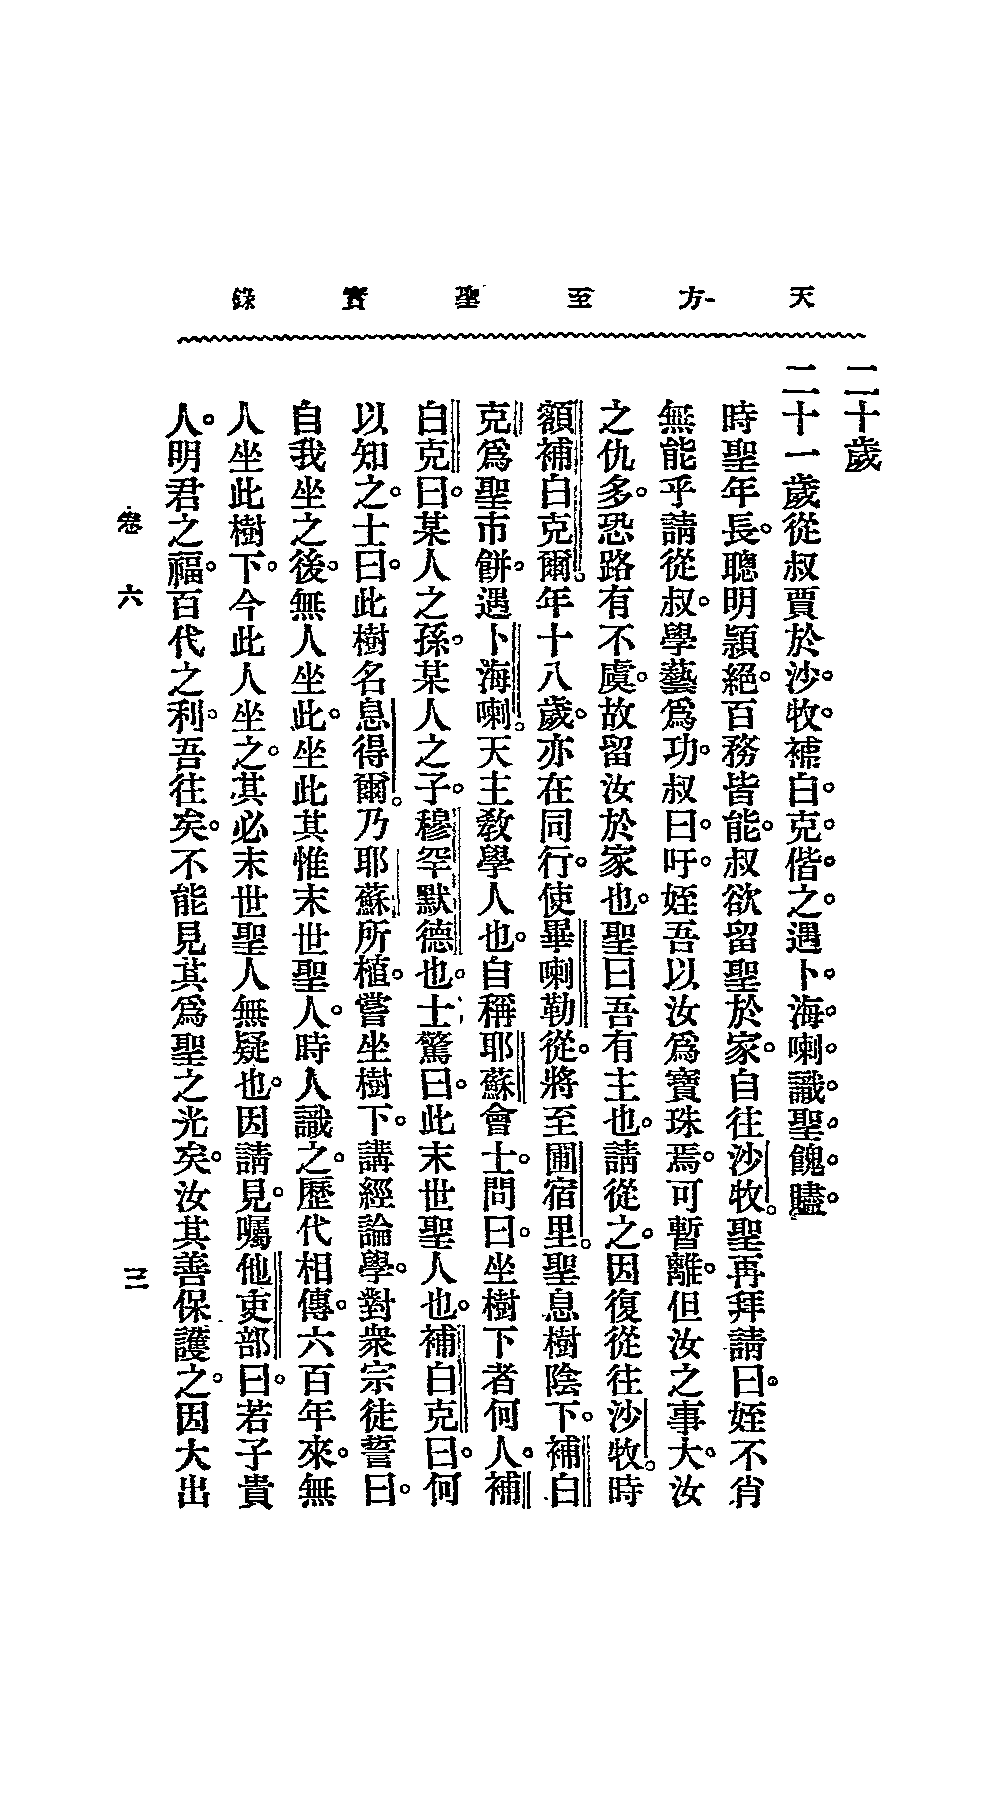 天方至聖實錄
二十歲
二十一歲從叔賈於沙牧補白克偕之遇卜海喇識聖餽贐
時聖年長。聰明穎絕。百務皆能。叔欲留聖於家。自往沙牧。聖再拜請曰。姪不肖
無能乎請從叔。學藝爲功。叔曰。吁。姪吾以汝爲寶珠焉。可暫離。但汝之事大。汝
之仇多。恐路有不虞。故留汝於家也。聖曰吾有主也。請從之。因復從往沙牧。時
額補白克爾。年十八歲。亦在同行。使畢喇勒從。將至圃宿里。聖息樹陰下。補白
克爲聖市餅。遇卜海喇。天主教學人也。自稱耶蘇會士。問曰。坐樹下者何人。補
白克曰。某人之孫。某人之子。穆罕默德也。士驚曰。此末世聖人也。補白克曰。何
以知之。士曰。此樹名息得爾。乃耶蘇所植。嘗坐樹下。講經論學。對衆宗徒誓曰。
自我坐之後。無人坐此。坐此其惟末世聖人。時人識之。歷代相傳。六百年來。無
人坐此樹下。今此人坐之。其必末世聖人無疑也。因請見。囑他吏部曰。若子貴
人。明君之福。百代之利。吾往矣。不能見其爲聖之光矣。汝其善保護之。因大出
卷六 三